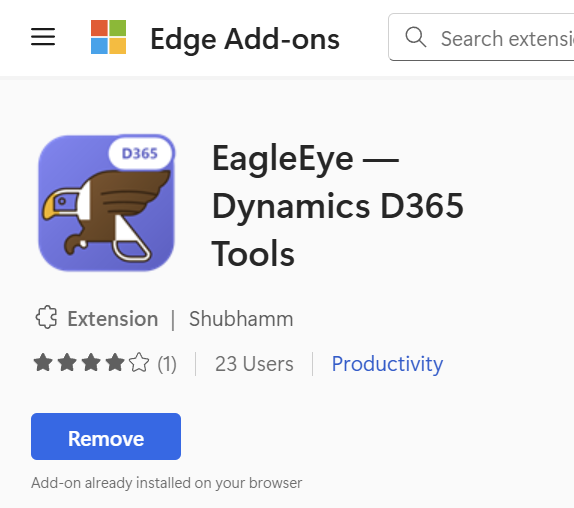 Edge Add-ons
Search extensi
D365
EagleEye —
Dynamics D365
Tools
Extension | Shubhamm
(1) | 23 Users | Productivity
Remove
Add-on already installed on your browser